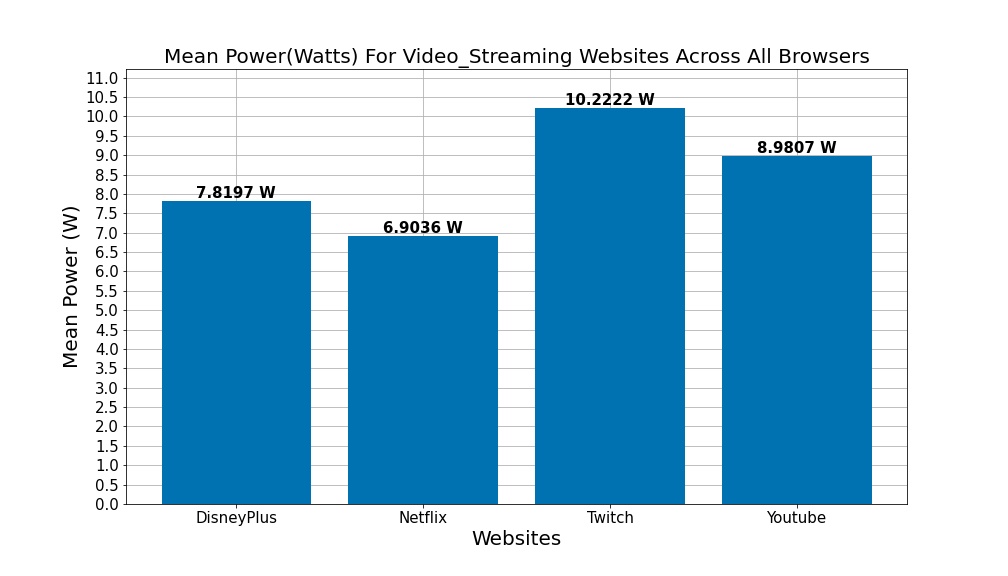 Mean Power(Watts) For Video_Streaming Websites Across All Browsers
Mean Power (W)
11.0
10.5
10.0
9.5
9.0
8.5
8.0
7.5
7.0
6.5
6.0
5.5
5.0
4.5
4.0
3.5
3.0
2.5
2.0
1.5
1.0
0.5
0.0
7.8197 W
6.9036 W
10.2222 W
8.9807 W
DisneyPlus
Netflix
Twitch
Youtube
Websites